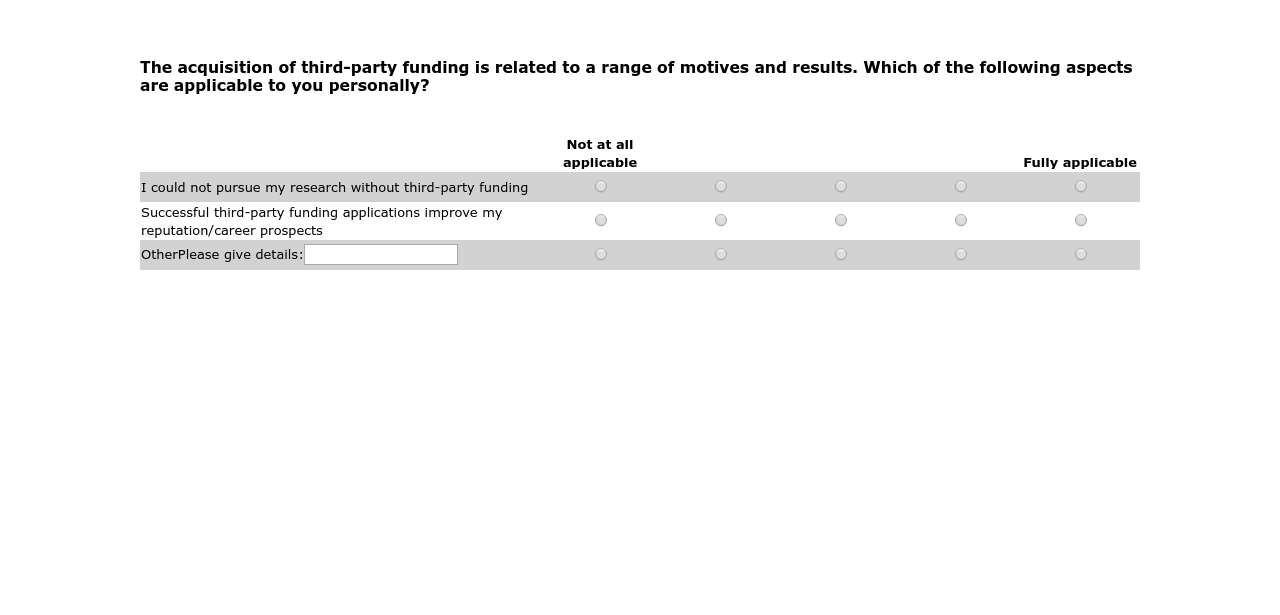 The acquisition of third-party funding is related to a range of motives and results. Which of the following aspects
are applicable to you personally?
Not at all
applicable
Fully applicable
I could not pursue my research without third-party funding
Successful third-party funding applications improve my
reputation/career prospects
OtherPlease give details: